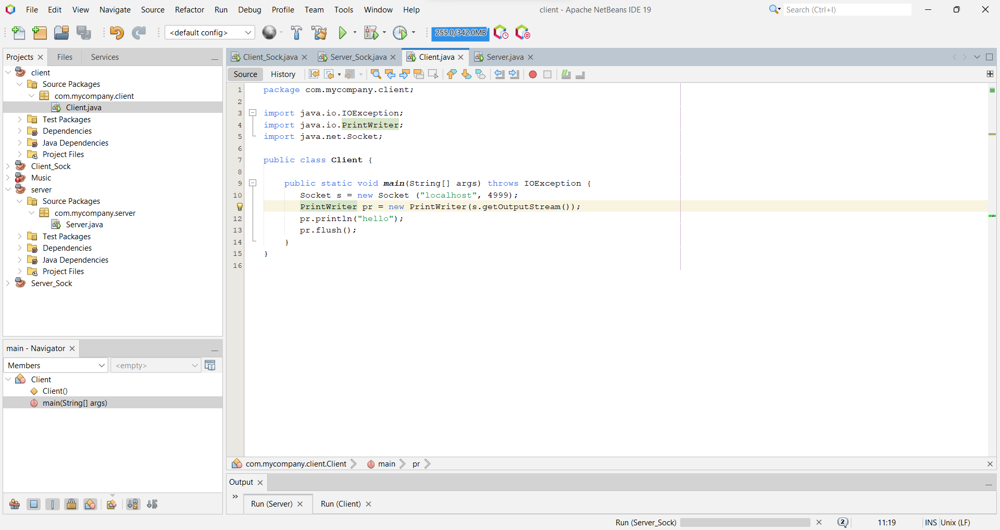 File Edit View Navigate Source Refactor Run Debug Profile Team Tools Window Help
client - Apache NetBeans IDE 19
Search (Ctrl+I)
<default config>
255.0/342.0MB
Projects Files Services
client
Source Packages
com.mycompany.client
Client.java
Test Packages
Dependencies
Java Dependencies
Project Files
Client_Sock
Music
server
Source Packages
com.mycompany.server
Server.java
Test Packages
Dependencies
Java Dependencies
Project Files
Server_Sock
main - Navigator
Members <empty>
Client
Client()
main(String[] args)
Client_Sock.java Server_Sock.java Client.java Server.java
Source History
1 package com.mycompany.client;
2
3 import java.io.IOException;
4 import java.io.PrintWriter;
5 import java.net.Socket;
6
7 public class Client {
8
9 public static void main(String[] args) throws IOException {
10 Socket s = new Socket ("localhost", 4999);
PrintWriter pr = new PrintWriter(s.getOutputStream());
12 pr.println("hello");
13 pr.flush();
14 }
15 }
16
com.mycompany.client.Client main pr
Output
Run (Server) Run (Client)
Run (Server_Sock) 2 11:19 INS Unix (LF)